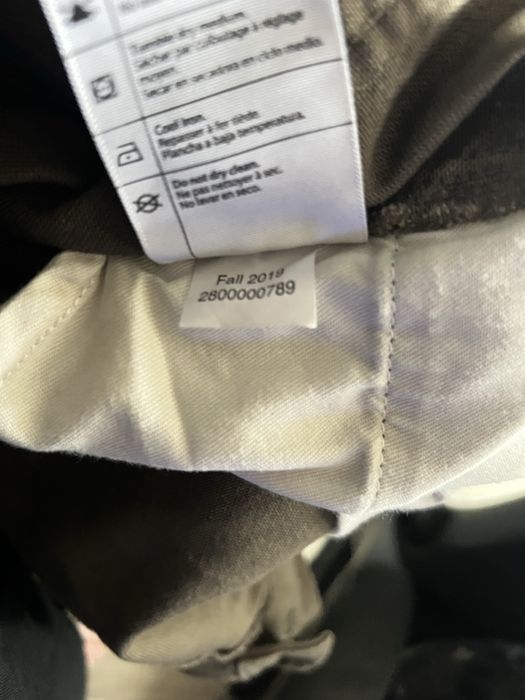 Tumble dry medium.
Sécher par culbutage à réglage
moyen.
Secar en secadora en ciclo medio.
Cool iron.
Repasser à fer tiède.
Plancha a baja temperatura.
Do not dry clean.
Ne pas nettoyer à sec.
No lavar en seco.
Fall 2019
2800000789